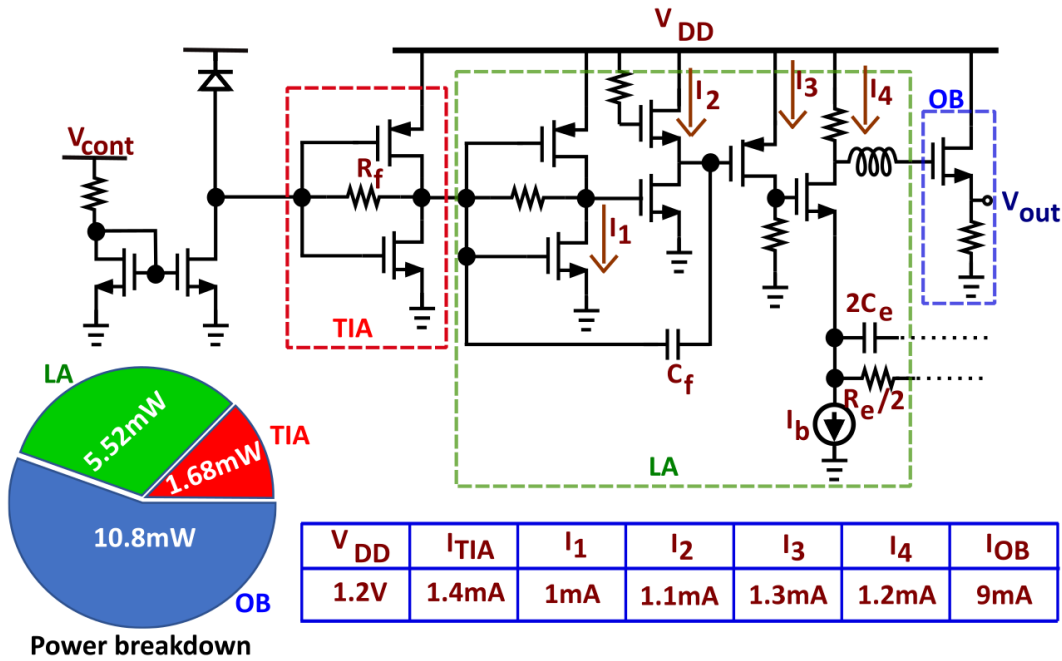 V DD
I2
I3
I4
OB
Vcont
Rf
Vout
I1
TIA
2Ce
Cf
Re/2
Ib
LA
LA
TIA
5.52mW
1.68mW
10.8mW
OB
Power breakdown
V DD ITIA I1 I2 I3 I4 IOB
1.2V 1.4mA 1mA 1.1mA 1.3mA 1.2mA 9mA